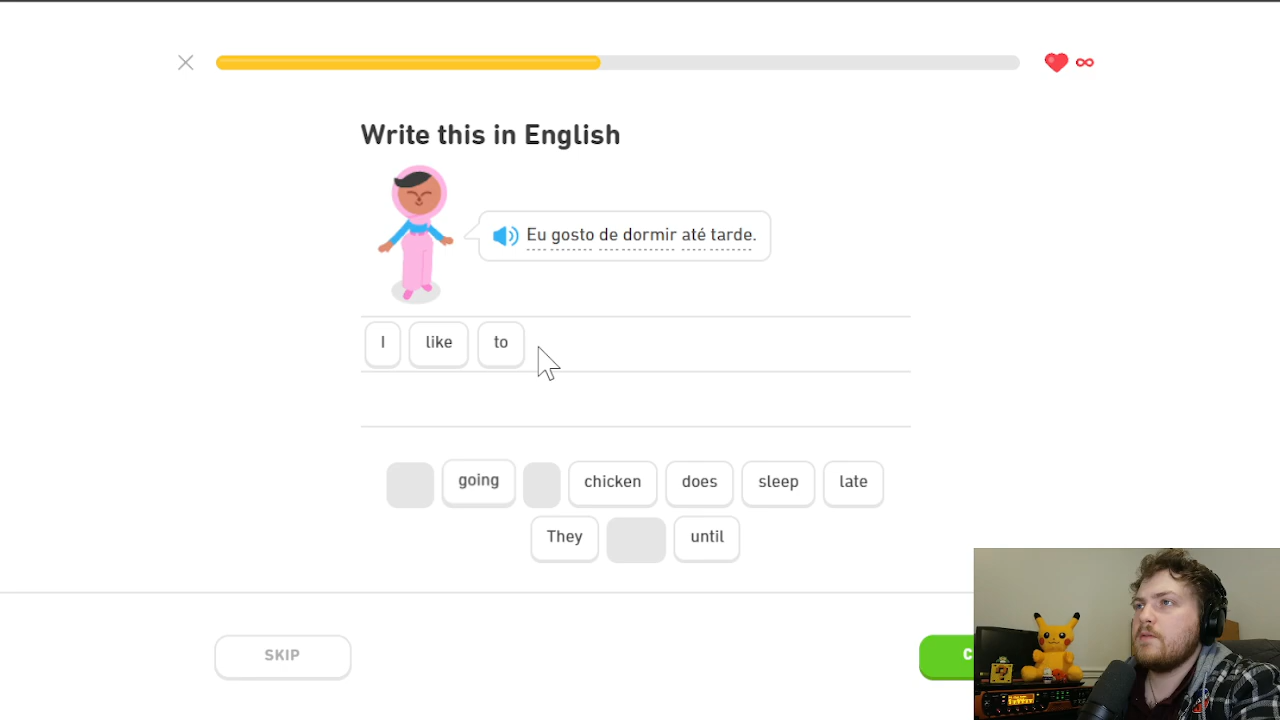 Write this in English
Eu gosto de dormir até tarde.
I like to
going chicken does sleep late
They until
SKIP
C